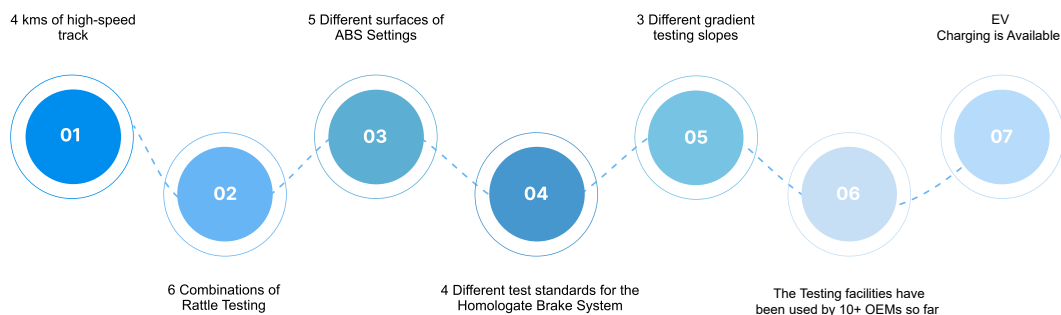 4 kms of high-speed
track
5 Different surfaces of
ABS Settings
3 Different gradient
testing slopes
EV
Charging is Available
01
02
03
04
05
06
07
6 Combinations of
Rattle Testing
4 Different test standards for the
Homologate Brake System
The Testing facilities have
been used by 10+ OEMs so far